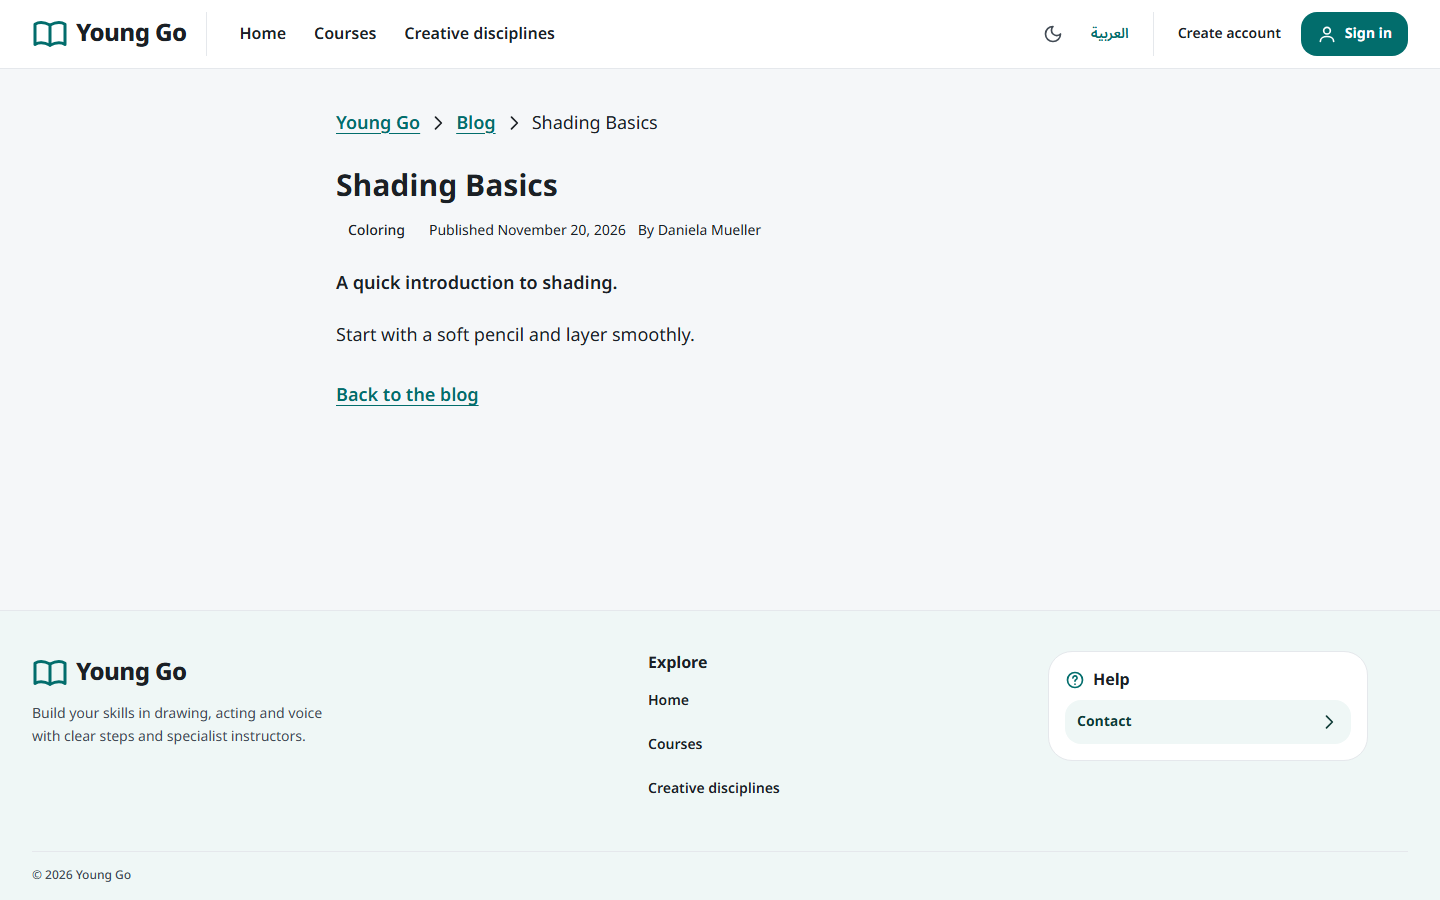 Young Go
Home
Courses
Creative disciplines
العربية
Create account
Sign in
Young Go > Blog > Shading Basics
Shading Basics
Coloring Published November 20, 2026 By Daniela Mueller
A quick introduction to shading.
Start with a soft pencil and layer smoothly.
Back to the blog
Young Go
Build your skills in drawing, acting and voice
with clear steps and specialist instructors.
Explore
Home
Courses
Creative disciplines
Help
Contact
© 2026 Young Go